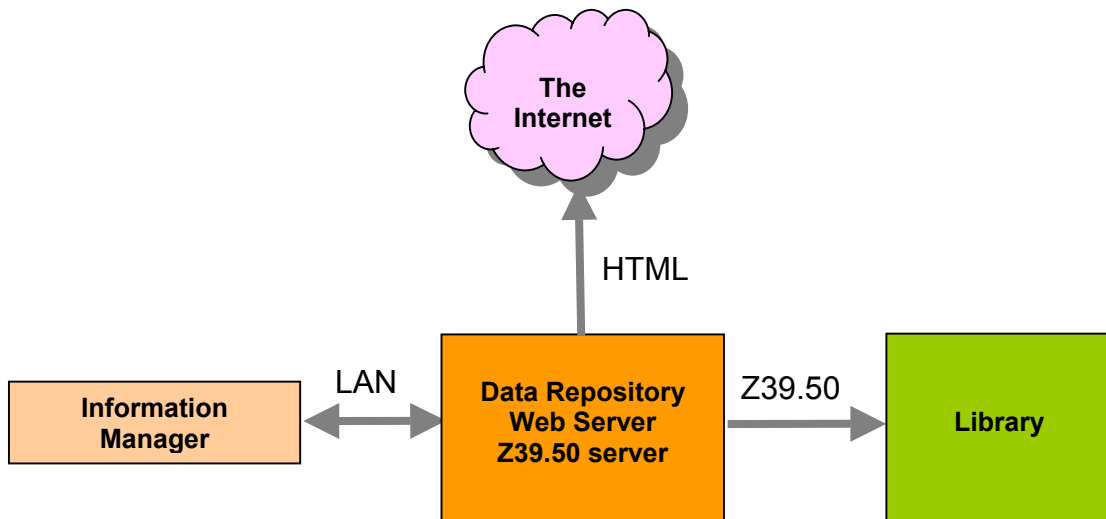 The
Internet
HTML
LAN
Z39.50
Information
Manager
Data Repository
Web Server
Z39.50 server
Library